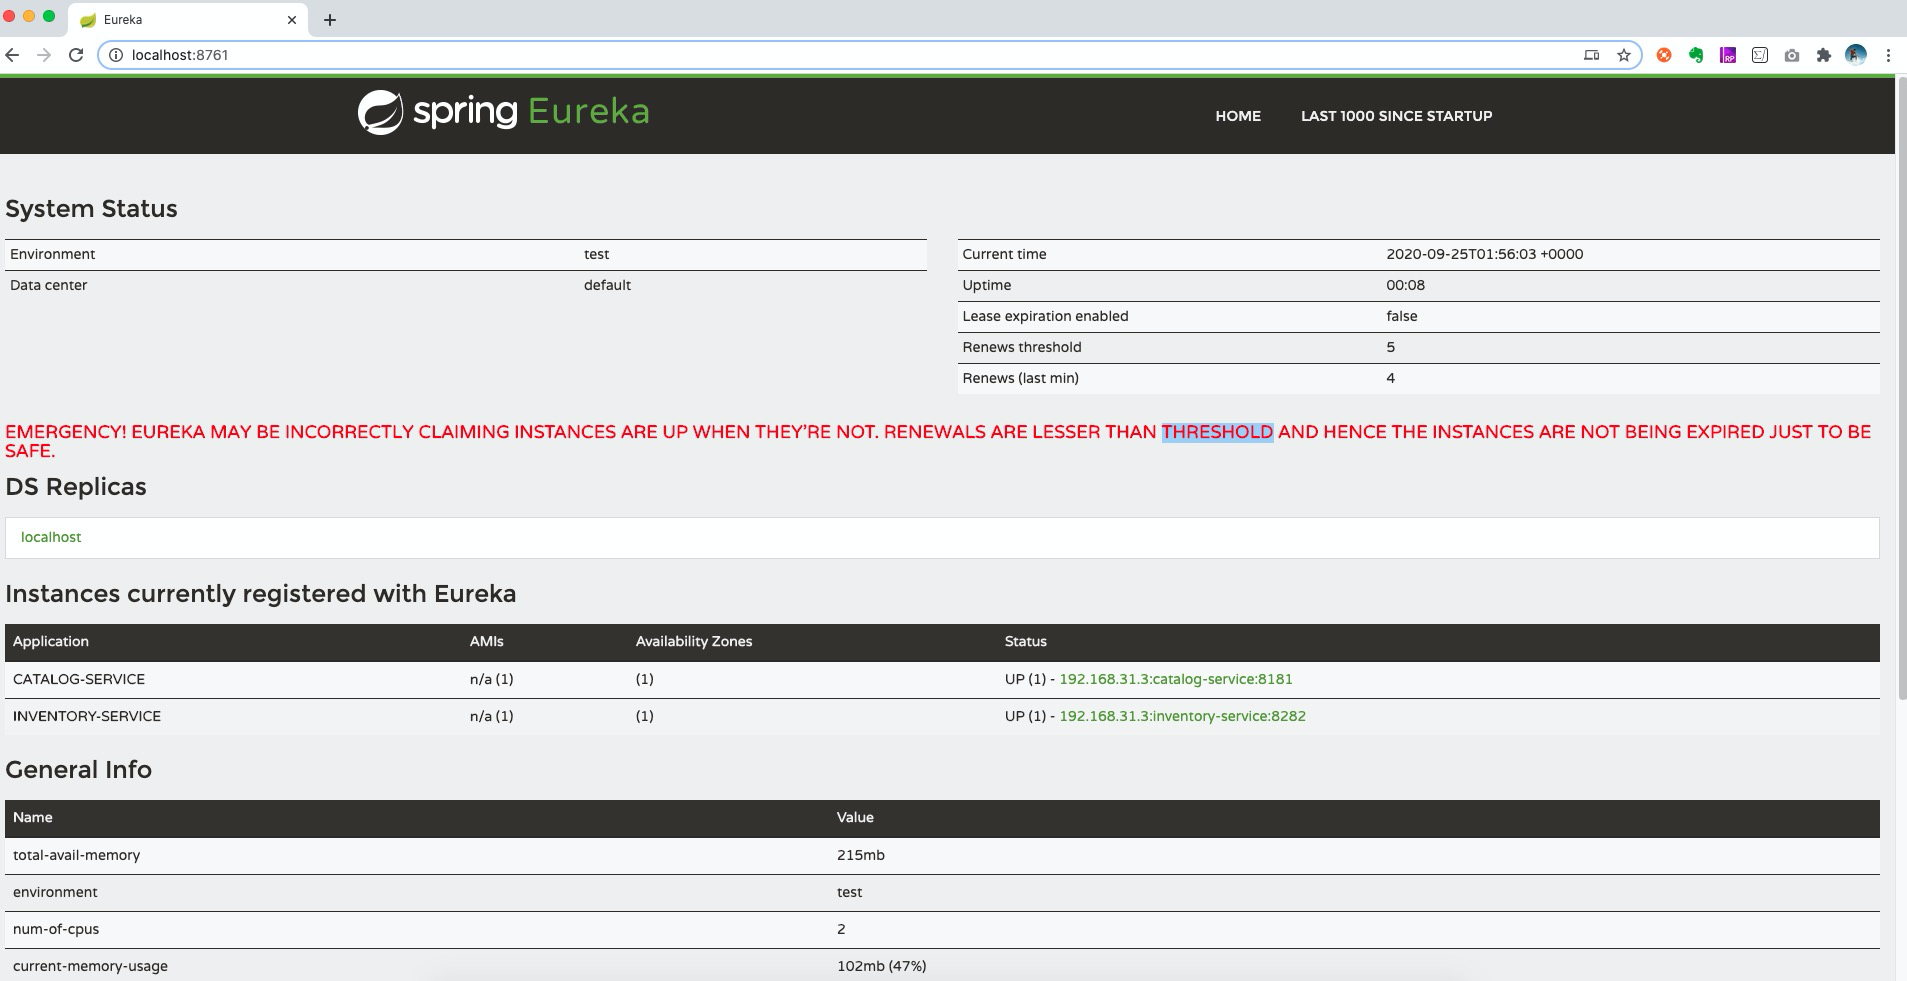 Eureka
localhost:8761
RP
spring Eureka
HOME LAST 1000 SINCE STARTUP
System Status
Environment test
Data center default
Current time 2020-09-25T01:56:03 +0000
Uptime 00:08
Lease expiration enabled false
Renews threshold 5
Renews (last min) 4
EMERGENCY! EUREKA MAY BE INCORRECTLY CLAIMING INSTANCES ARE UP WHEN THEY'RE NOT. RENEWALS ARE LESSER THAN THRESHOLD AND HENCE THE INSTANCES ARE NOT BEING EXPIRED JUST TO BE
SAFE.
DS Replicas
localhost
Instances currently registered with Eureka
Application AMIs Availability Zones Status
CATALOG-SERVICE n/a (1) (1) UP (1) - 192.168.31.3:catalog-service:8181
INVENTORY-SERVICE n/a (1) (1) UP (1) - 192.168.31.3:inventory-service:8282
General Info
Name Value
total-avail-memory 215mb
environment test
num-of-cpus 2
current-memory-usage 102mb (47%)